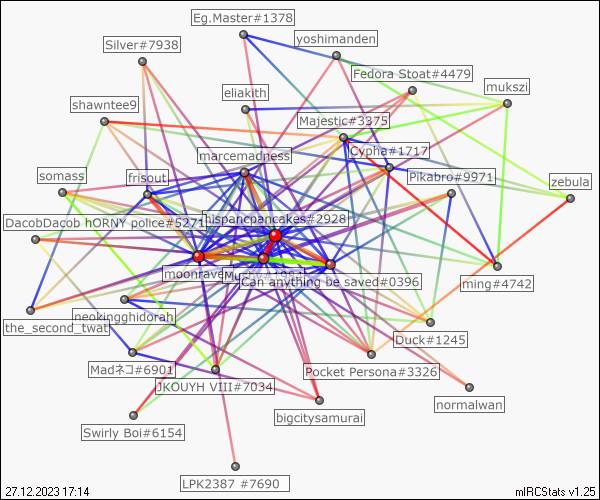 Eg.Master#1378
yoshimanden
Silver#7938
Fedora Stoat#4479
eliakith
mukszi
shawntee9
Majestic#3375
Cypha#1717
marcemadness
Pikabro#9971
somass
frisout
zebula
DacobDacob hORNY police#5271
hispancpancakes#2928
moonrave
Can anything be saved#0396
ming#4742
neokingghidorah
the_second_twat
Duck#1245
Madネコ#6901
Pocket Persona#3326
JKOUYH VIII#7034
normalwan
bigcitysamurai
Swirly Boi#6154
LPK2387 #7690
27.12.2023 17:14
mIRCStats v1.25